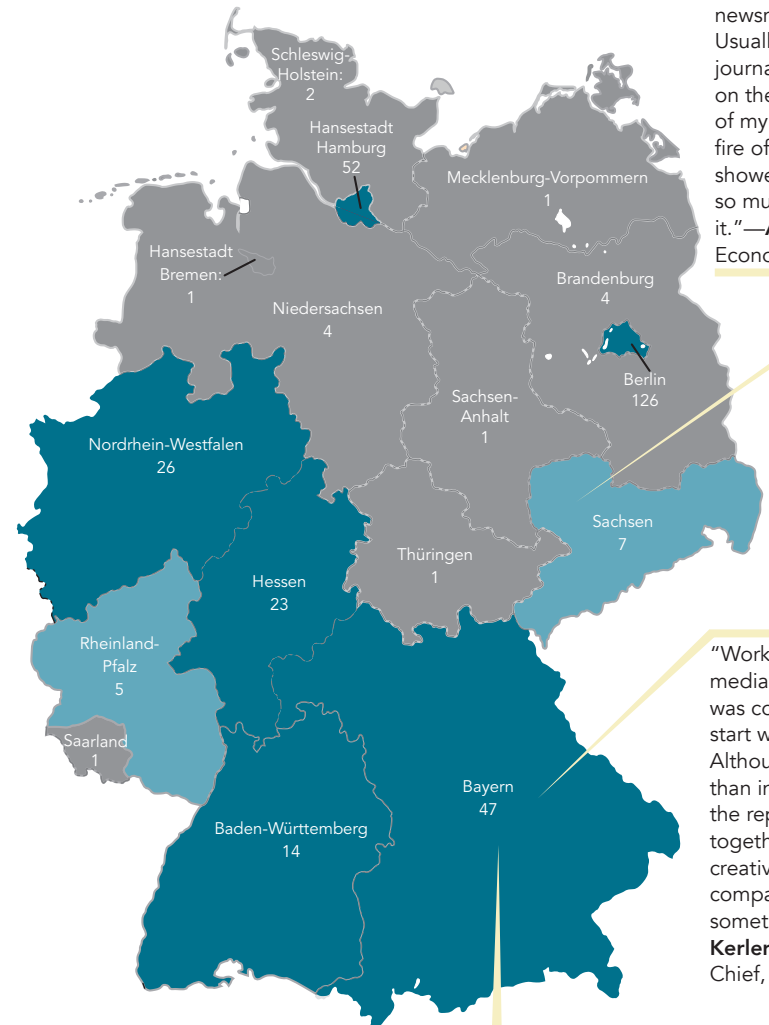 Schleswig-
Holstein:
2
Hansestadt
Hamburg
52
Mecklenburg-Vorpommern
1
Hansestadt
Bremen:
1
Niedersachsen
4
Brandenburg
4
Berlin
126
Sachsen-
Anhalt
1
Nordrhein-Westfalen
26
Sachsen
7
Thüringen
1
Hessen
23
Rheinland-
Pfalz
5
Saarland
1
Bayern
47
Baden-Württemberg
14
Usuall
journa
on the
of my
fire of
showe
so mu
it.”—A
Econo
“Work
media
was co
start w
Althou
than in
the rep
togeth
creativ
compa
somet
Kerler
Chief,